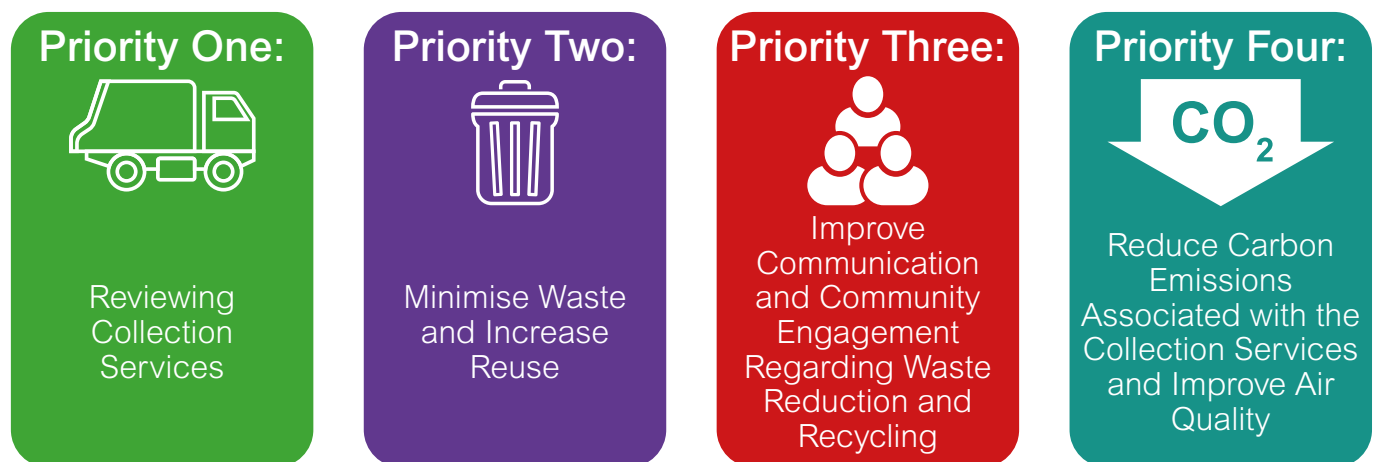 Priority One:
Reviewing
Collection
Services
Priority Two:
Minimise Waste
and Increase
Reuse
Priority Three:
Improve
Communication
and Community
Engagement
Regarding Waste
Reduction and
Recycling
Priority Four:
CO₂
Reduce Carbon
Emissions
Associated with the
Collection Services
and Improve Air
Quality